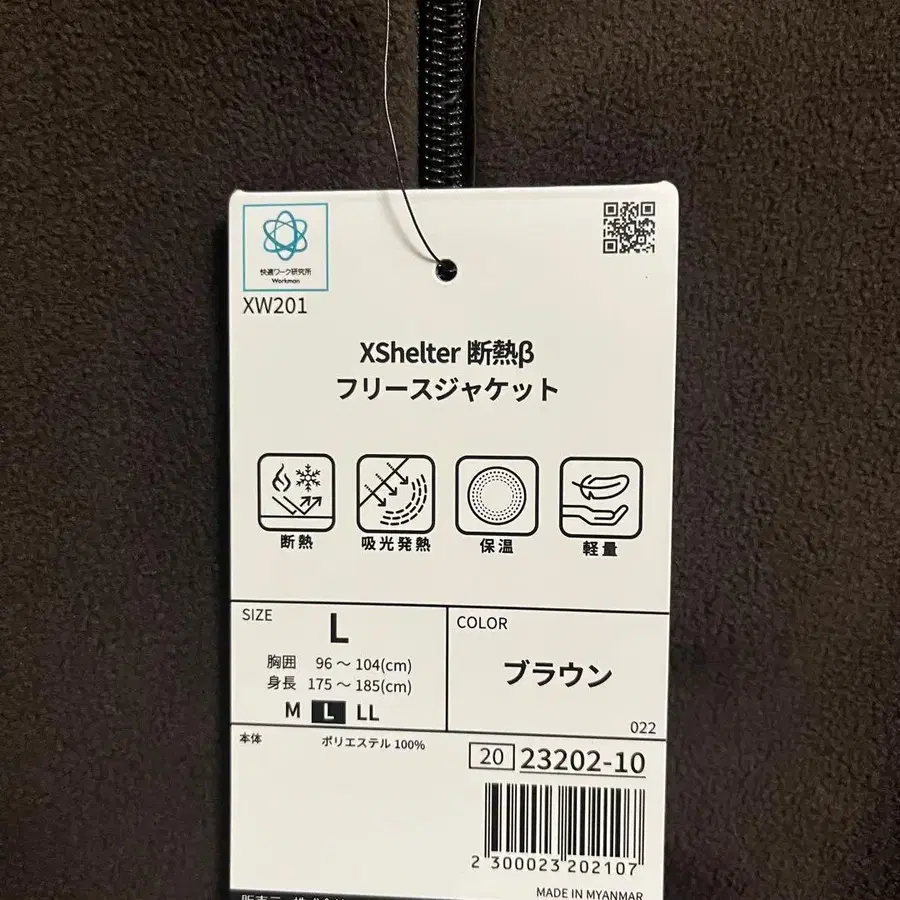 快適ワーク研究所
Workman
XW201
XShelter 断熱β
フリースジャケット
断熱 吸光発熱 保温 軽量
SIZE
L
胸囲 96～104(cm)
身長 175～185(cm)
M L LL
COLOR
ブラウン
022
本体 ポリエステル 100%
20 23202-10
2 300023 202107
MADE IN MYANMAR